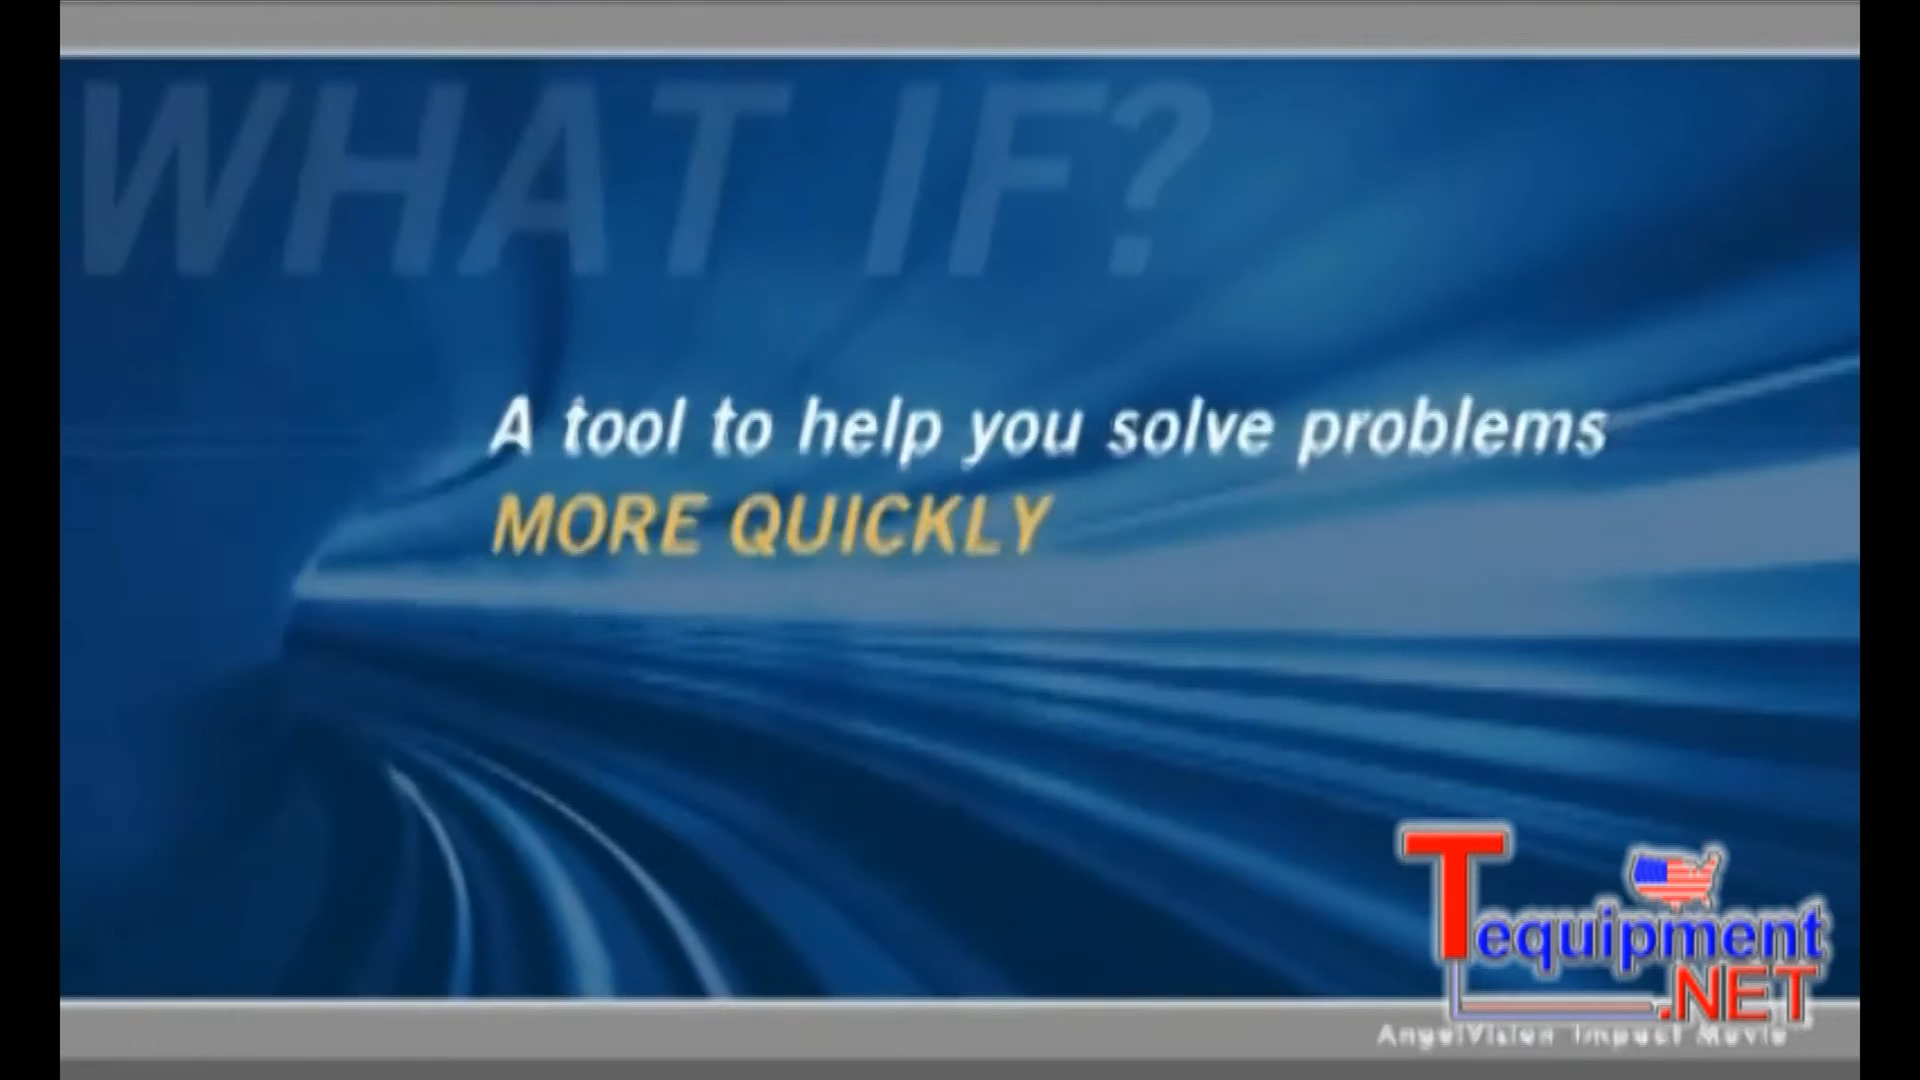 WHAT IF?
A tool to help you solve problems
MORE QUICKLY
Tequipment
.NET
AngelVision Impact Movie